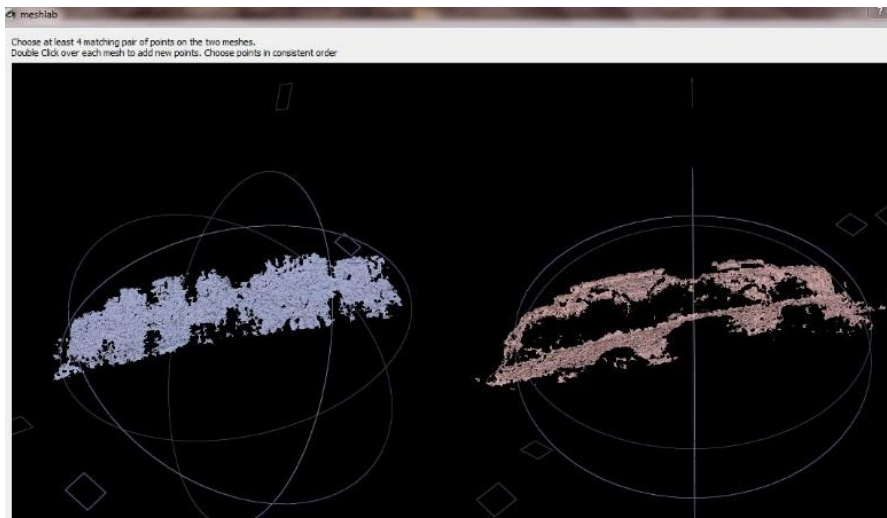 meshlab
?
Choose at least 4 matching pair of points on the two meshes.
Double Click over each mesh to add new points. Choose points in consistent order